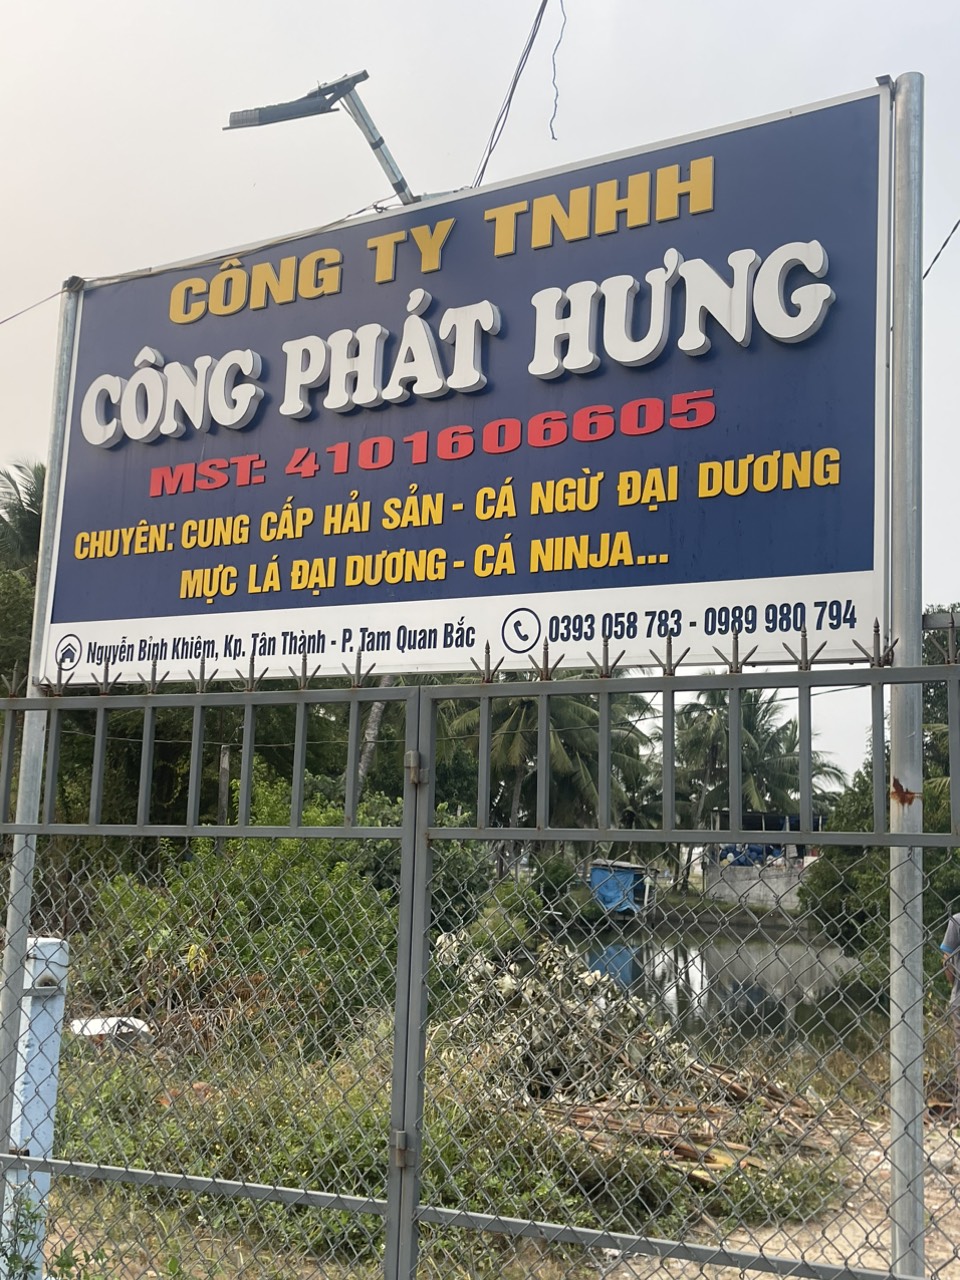 CÔNG TY TNHH
CÔNG PHÁT HƯNG
MST: 4101606605
CHUYÊN: CUNG CẤP HẢI SẢN - CÁ NGỪ ĐẠI DƯƠNG
MỰC LÁ ĐẠI DƯƠNG - CÁ NINJA...
Nguyễn Bỉnh Khiêm, Kp. Tân Thành - P. Tam Quan Bắc
0393 058 783 - 0989 980 794